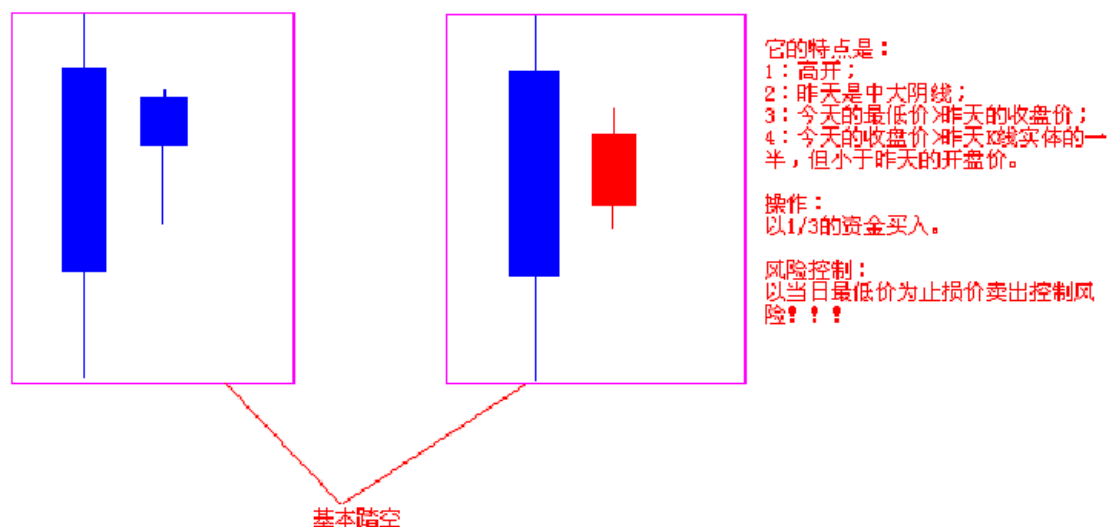 它的特点是：
1：高开；
2：昨天是中大阴线；
3：今天的最低价>昨天的收盘价；
4：今天的收盘价>昨天K线实体的一
半，但小于昨天的开盘价。
操作：
以1/3的资金买入。
风险控制：
以当日最低价为止损价卖出控制风
险！！！
基本踏空